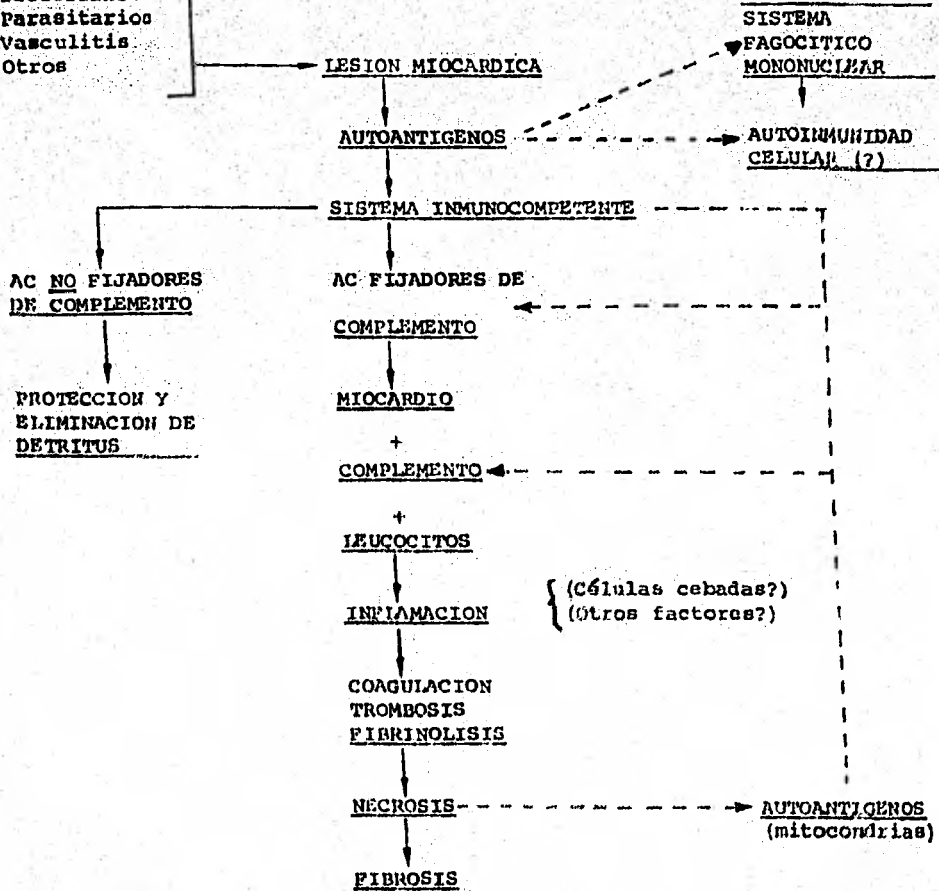 Parasitarios
Vasculitis
Otros
LESION MIOCARDICA
SISTEMA
FAGOCITICO
MONONUCLEAR
AUTOANTIGENOS
AUTOINMUNIDAD
CELULAR (?)
SISTEMA INMUNOCOMPETENTE
AC NO FIJADORES
DE COMPLEMENTO
AC FIJADORES DE
COMPLEMENTO
PROTECCION Y
ELIMINACION DE
DETRITUS
MIOCARDIO
+
COMPLEMENTO
+
LEUCOCITOS
INFLAMACION
(Células cebadas?)
(Otros factores?)
COAGULACION
TROMBOSIS
FIBRINOLISIS
NECROSIS
AUTOANTIGENOS
(mitocondrias)
FIBROSIS